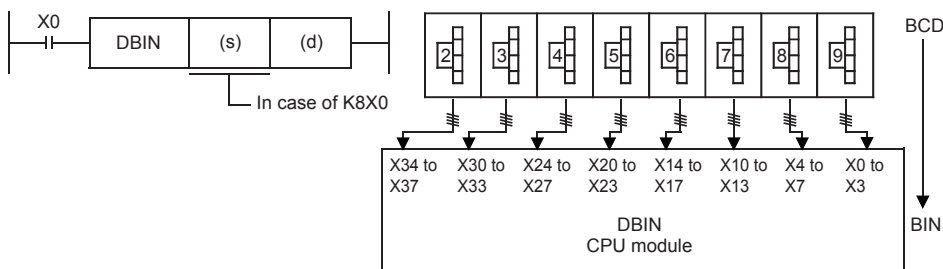 X0
DBIN (s) (d)
In case of K8X0
2 3 4 5 6 7 8 9
BCD
X34 to X30 to X24 to X20 to X14 to X10 to X4 to X0 to
X37 X33 X27 X23 X17 X13 X7 X3
DBIN
CPU module
BIN